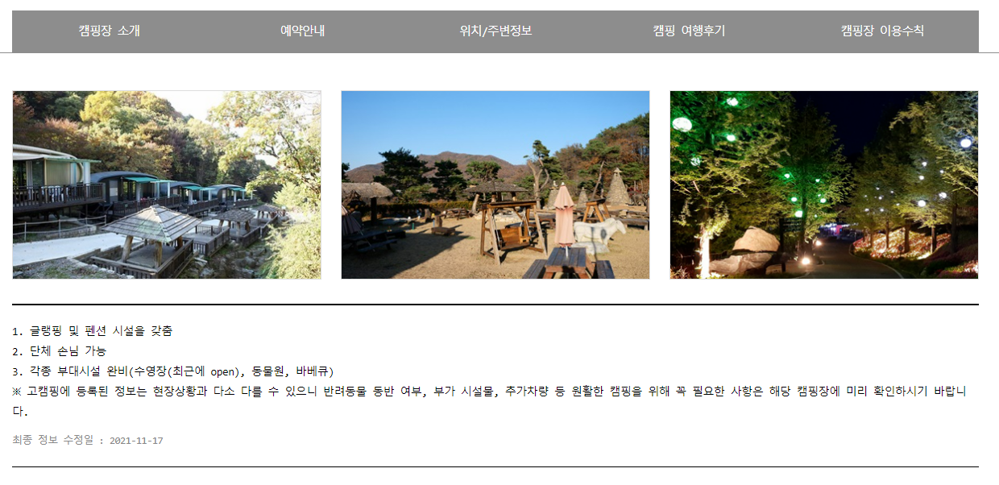 캠핑장 소개 예약안내 위치/주변정보 캠핑 여행후기 캠핑장 이용수칙
1. 글램핑 및 펜션 시설을 갖춤
2. 단체 손님 가능
3. 각종 부대시설 완비(수영장(최근에 open), 동물원, 바베큐)
※ 고캠핑에 등록된 정보는 현장상황과 다소 다를 수 있으니 반려동물 동반 여부, 부가 시설물, 추가차량 등 원활한 캠핑을 위해 꼭 필요한 사항은 해당 캠핑장에 미리 확인하시기 바랍니
다.
최종 정보 수정일 : 2021-11-17